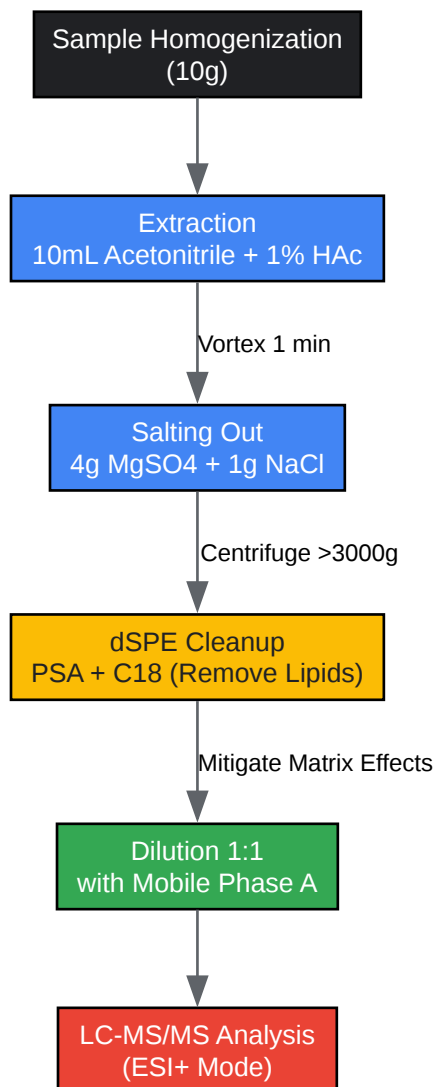 Sample Homogenization
(10g)
Extraction
10mL Acetonitrile + 1% HAc
Vortex 1 min
Salting Out
4g MgSO4 + 1g NaCl
Centrifuge >3000g
dSPE Cleanup
PSA + C18 (Remove Lipids)
Mitigate Matrix Effects
Dilution 1:1
with Mobile Phase A
LC-MS/MS Analysis
(ESI+ Mode)